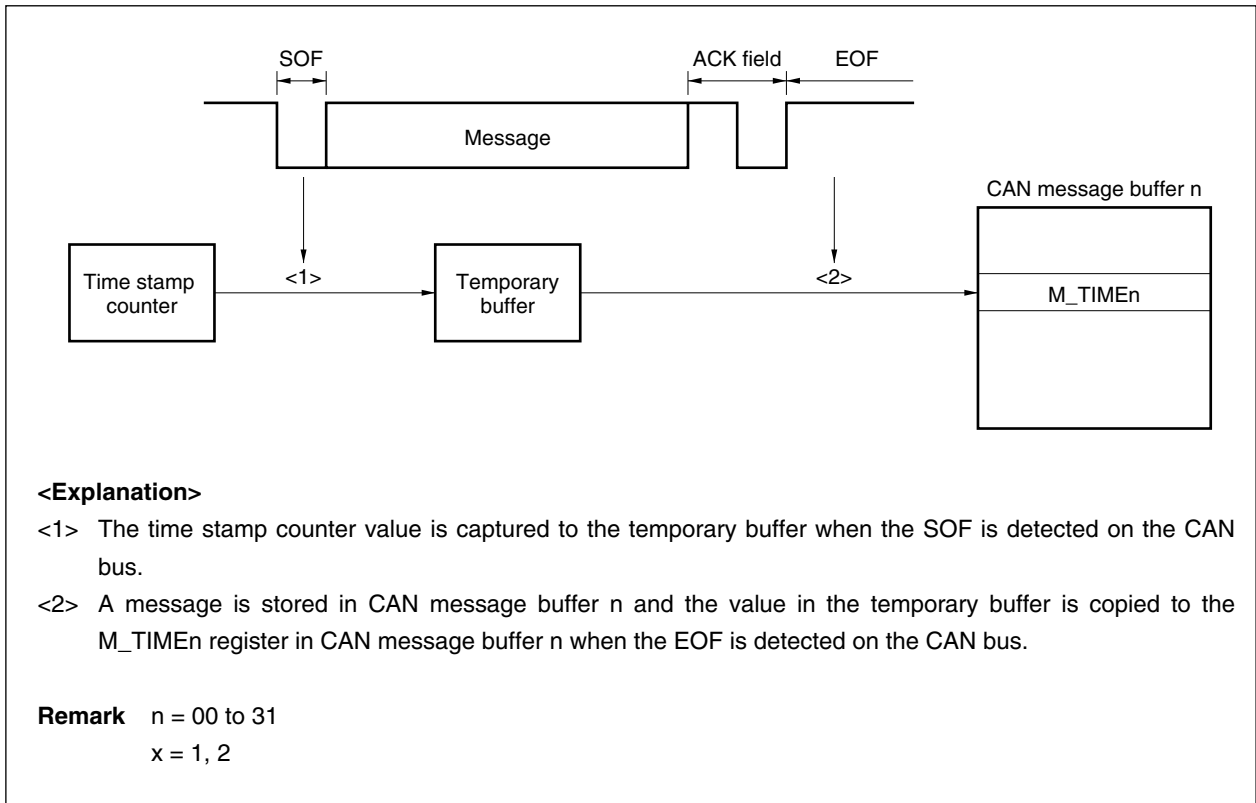 SOF
ACK field
EOF
Message
CAN message buffer n
Time stamp
counter
<1>
Temporary
buffer
<2>
M_TIMEn
<Explanation>
<1> The time stamp counter value is captured to the temporary buffer when the SOF is detected on the CAN
bus.
<2> A message is stored in CAN message buffer n and the value in the temporary buffer is copied to the
M_TIMEn register in CAN message buffer n when the EOF is detected on the CAN bus.
Remark n = 00 to 31
x = 1, 2